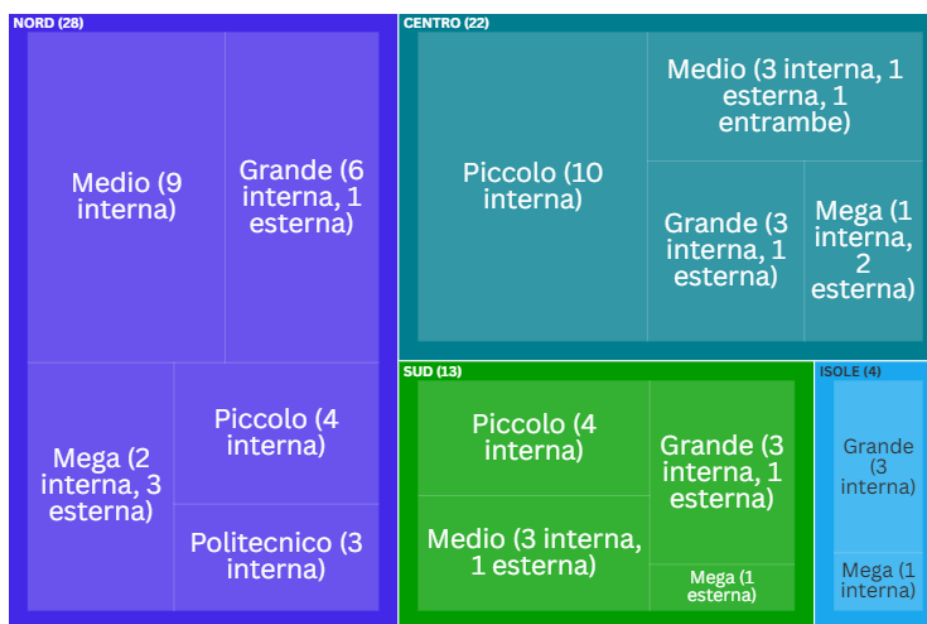 NORD (28)
Medio (9
interna)
Grande (6
interna, 1
esterna)
Mega (2
interna, 3
esterna)
Piccolo (4
interna)
Politecnico (3
interna)
CENTRO (22)
Piccolo (10
interna)
Medio (3 interna, 1
esterna, 1
entrambe)
Grande (3
interna, 1
esterna)
Mega (1
interna,
2
esterna)
SUD (13)
Piccolo (4
interna)
Medio (3 interna,
1 esterna)
Grande (3
interna, 1
esterna)
Mega (1
esterna)
ISOLE (4)
Grande
(3
interna)
Mega (1
interna)